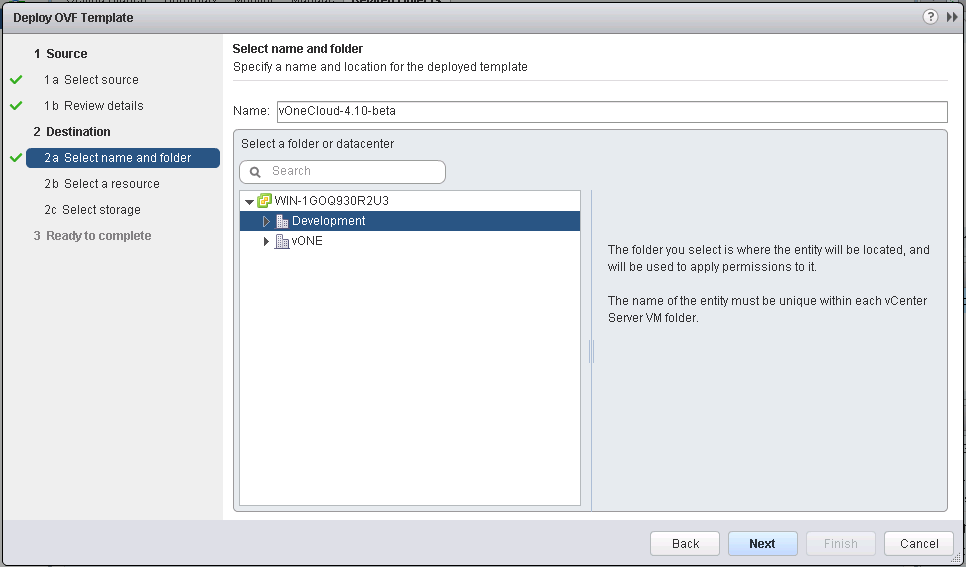 Deploy OVF Template
1 Source
1a Select source
1b Review details
2 Destination
2a Select name and folder
2b Select a resource
2c Select storage
3 Ready to complete
Select name and folder
Specify a name and location for the deployed template
Name: vOneCloud-4.10-beta
Select a folder or datacenter
Search
WIN-1GOQ930R2U3
Development
vONE
The folder you select is where the entity will be located, and
will be used to apply permissions to it.
The name of the entity must be unique within each vCenter
Server VM folder.
Back
Next
Finish
Cancel